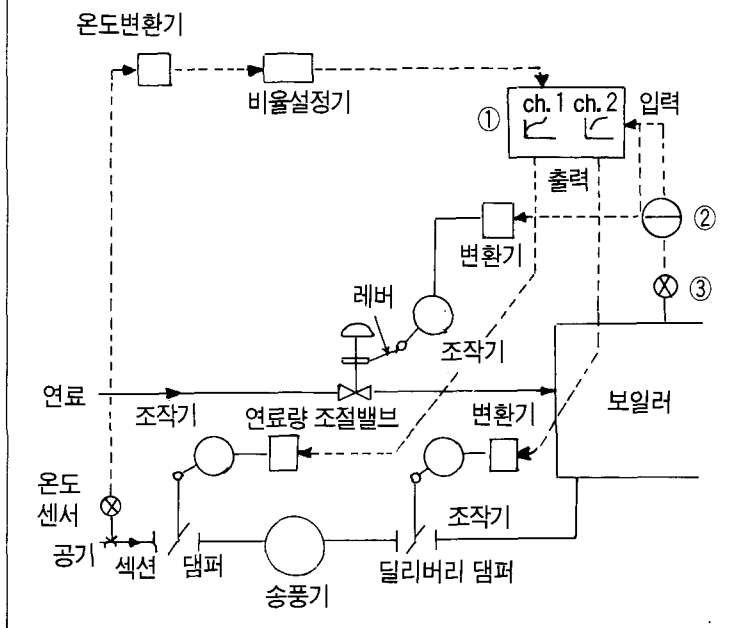 온도변환기
비율설정기
ch.1 ch.2
①
입력
출력
②
변환기
③
레버
조작기
연료
조작기
연료량 조절밸브
변환기
보일러
온도
센서
조작기
공기
섹션
댐퍼
송풍기
딜리버리 댐퍼